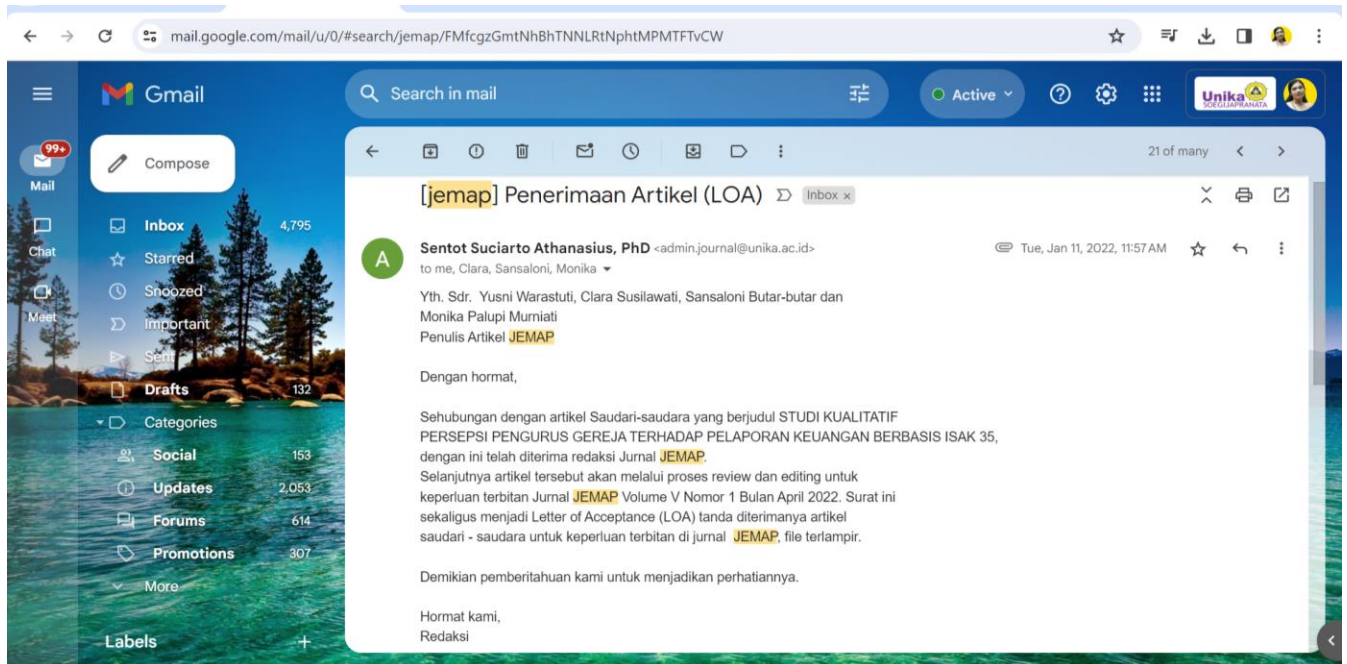 mail.google.com/mail/u/0/#search/jemap/FMfcgzGmtNhBhTNNLRtNphtMPMTFTvCW
Gmail
Search in mail
Active
Unika
SOEGIJAPRANATA
99+
Mail
Chat
Meet
Compose
Inbox 4,795
Starred
Snoozed
Important
Sent
Drafts 132
Categories
Social 153
Updates 2,053
Forums 614
Promotions 307
More
Labels +
21 of many
[jemap] Penerimaan Artikel (LOA) Inbox x
A
Sentot Suciarto Athanasius, PhD <admin.journal@unika.ac.id> Tue, Jan 11, 2022, 11:57 AM
to me, Clara, Sansaloni, Monika
Yth. Sdr. Yusni Warastuti, Clara Susilawati, Sansaloni Butar-butar dan
Monika Palupi Murniati
Penulis Artikel JEMAP
Dengan hormat,
Sehubungan dengan artikel Saudari-saudara yang berjudul STUDI KUALITATIF
PERSEPSI PENGURUS GEREJA TERHADAP PELAPORAN KEUANGAN BERBASIS ISAK 35,
dengan ini telah diterima redaksi Jurnal JEMAP.
Selanjutnya artikel tersebut akan melalui proses review dan editing untuk
keperluan terbitan Jurnal JEMAP Volume V Nomor 1 Bulan April 2022. Surat ini
sekaligus menjadi Letter of Acceptance (LOA) tanda diterimanya artikel
saudari - saudara untuk keperluan terbitan di jurnal JEMAP, file terlampir.
Demikian pemberitahuan kami untuk menjadikan perhatiannya.
Hormat kami,
Redaksi